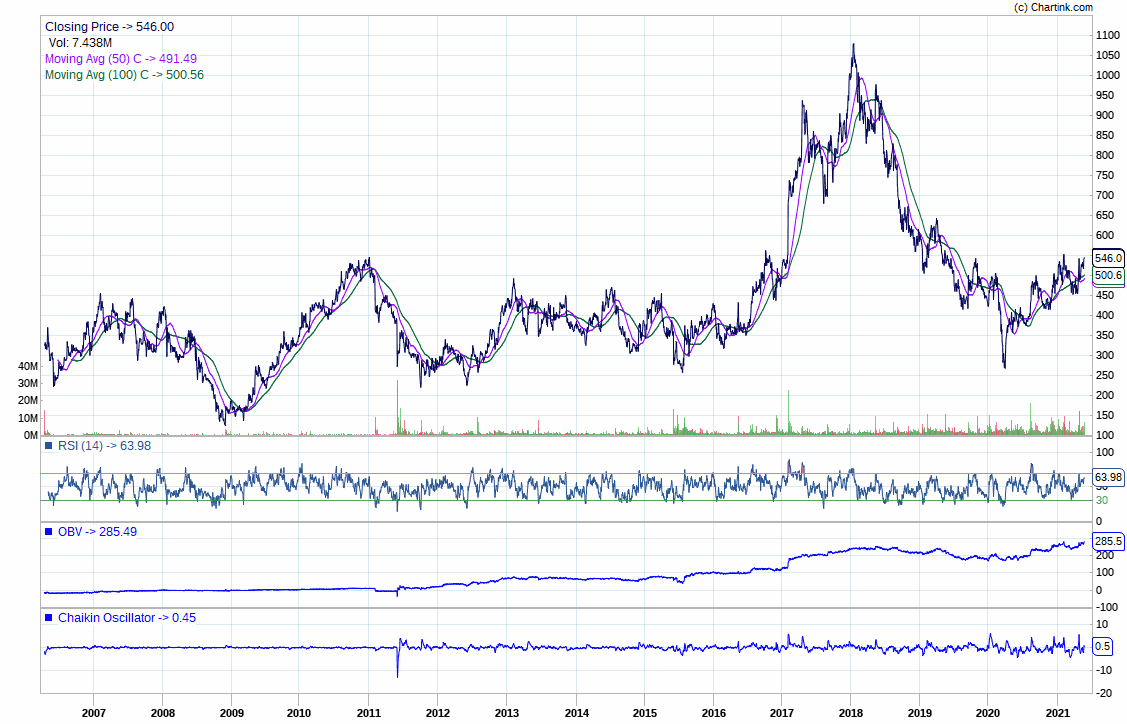 (c) Chartink.com
Closing Price -> 546.00
Vol: 7.438M
Moving Avg (50) C -> 491.49
Moving Avg (100) C -> 500.56
1100
1050
1000
950
900
850
800
750
700
650
600
546.0
500.6
450
400
350
300
250
200
150
100
40M
30M
20M
10M
0M
RSI (14) -> 63.98
100
63.98
30
0
OBV -> 285.49
285.5
200
100
0
-100
Chaikin Oscillator -> 0.45
10
0.5
-10
-20
2007 2008 2009 2010 2011 2012 2013 2014 2015 2016 2017 2018 2019 2020 2021